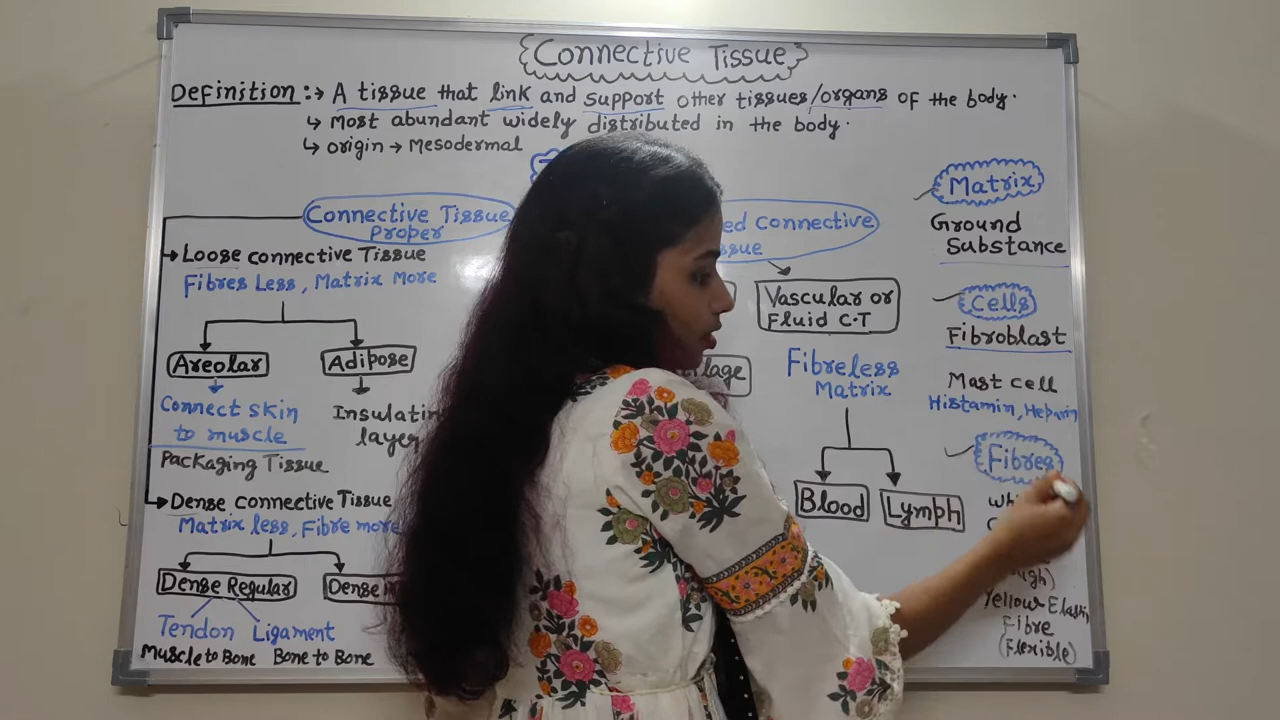 Connective Tissue
Definition :→ A tissue that link and support other tissues/organs of the body.
↳ Most abundant widely distributed in the body.
↳ origin → Mesodermal
Connective Tissue
Proper
→ Loose connective Tissue
Fibres Less, Matrix More
Areolar
Adipose
Connect skin
to muscle
Packaging Tissue
layer
→ Dense connective Tissue
Matrix less, Fibre more
Dense Regular
Dense
Tendon
Ligament
Muscle to Bone
Bone to Bone
Connective
Vascular or
Fluid C.T
Fibreless
Matrix
Blood
Lymph
Matrix
Ground
Substance
Cells
Fibroblast
Mast cell
Histamin, Heparin
Fibres
Yellow Elastin
Fibre
(Flexible)